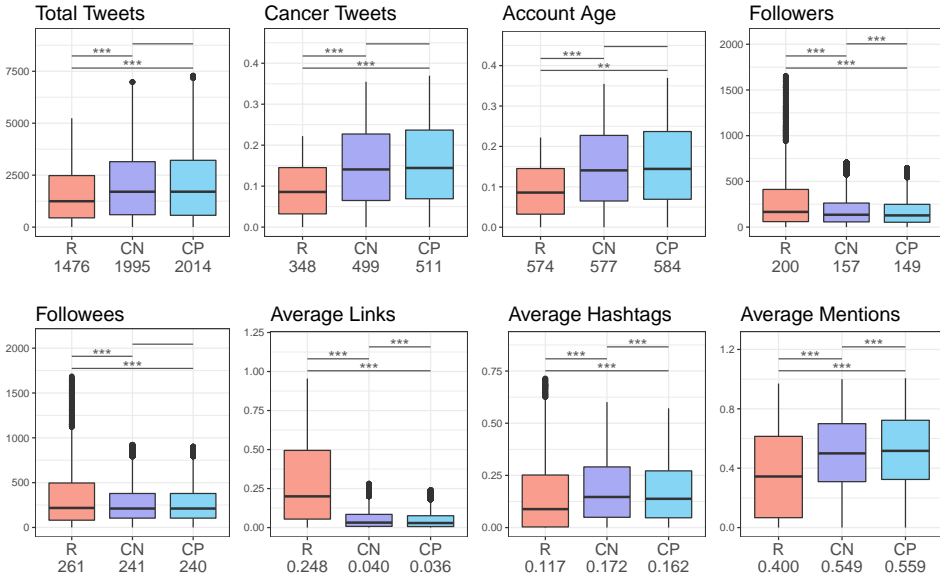 Total Tweets
7500
5000
2500
0
***
***
R CN CP
1476 1995 2014
Cancer Tweets
0.4
0.3
0.2
0.1
0.0
***
***
R CN CP
348 499 511
Account Age
0.4
0.3
0.2
0.1
0.0
***
**
R CN CP
574 577 584
Followers
2000
1500
1000
500
0
***
***
***
R CN CP
200 157 149
Followees
2000
1500
1000
500
0
***
***
R CN CP
261 241 240
Average Links
1.25
1.00
0.75
0.50
0.25
0.00
***
***
***
R CN CP
0.248 0.040 0.036
Average Hashtags
0.75
0.50
0.25
0.00
***
***
***
R CN CP
0.117 0.172 0.162
Average Mentions
1.2
0.8
0.4
0.0
***
***
***
R CN CP
0.400 0.549 0.559